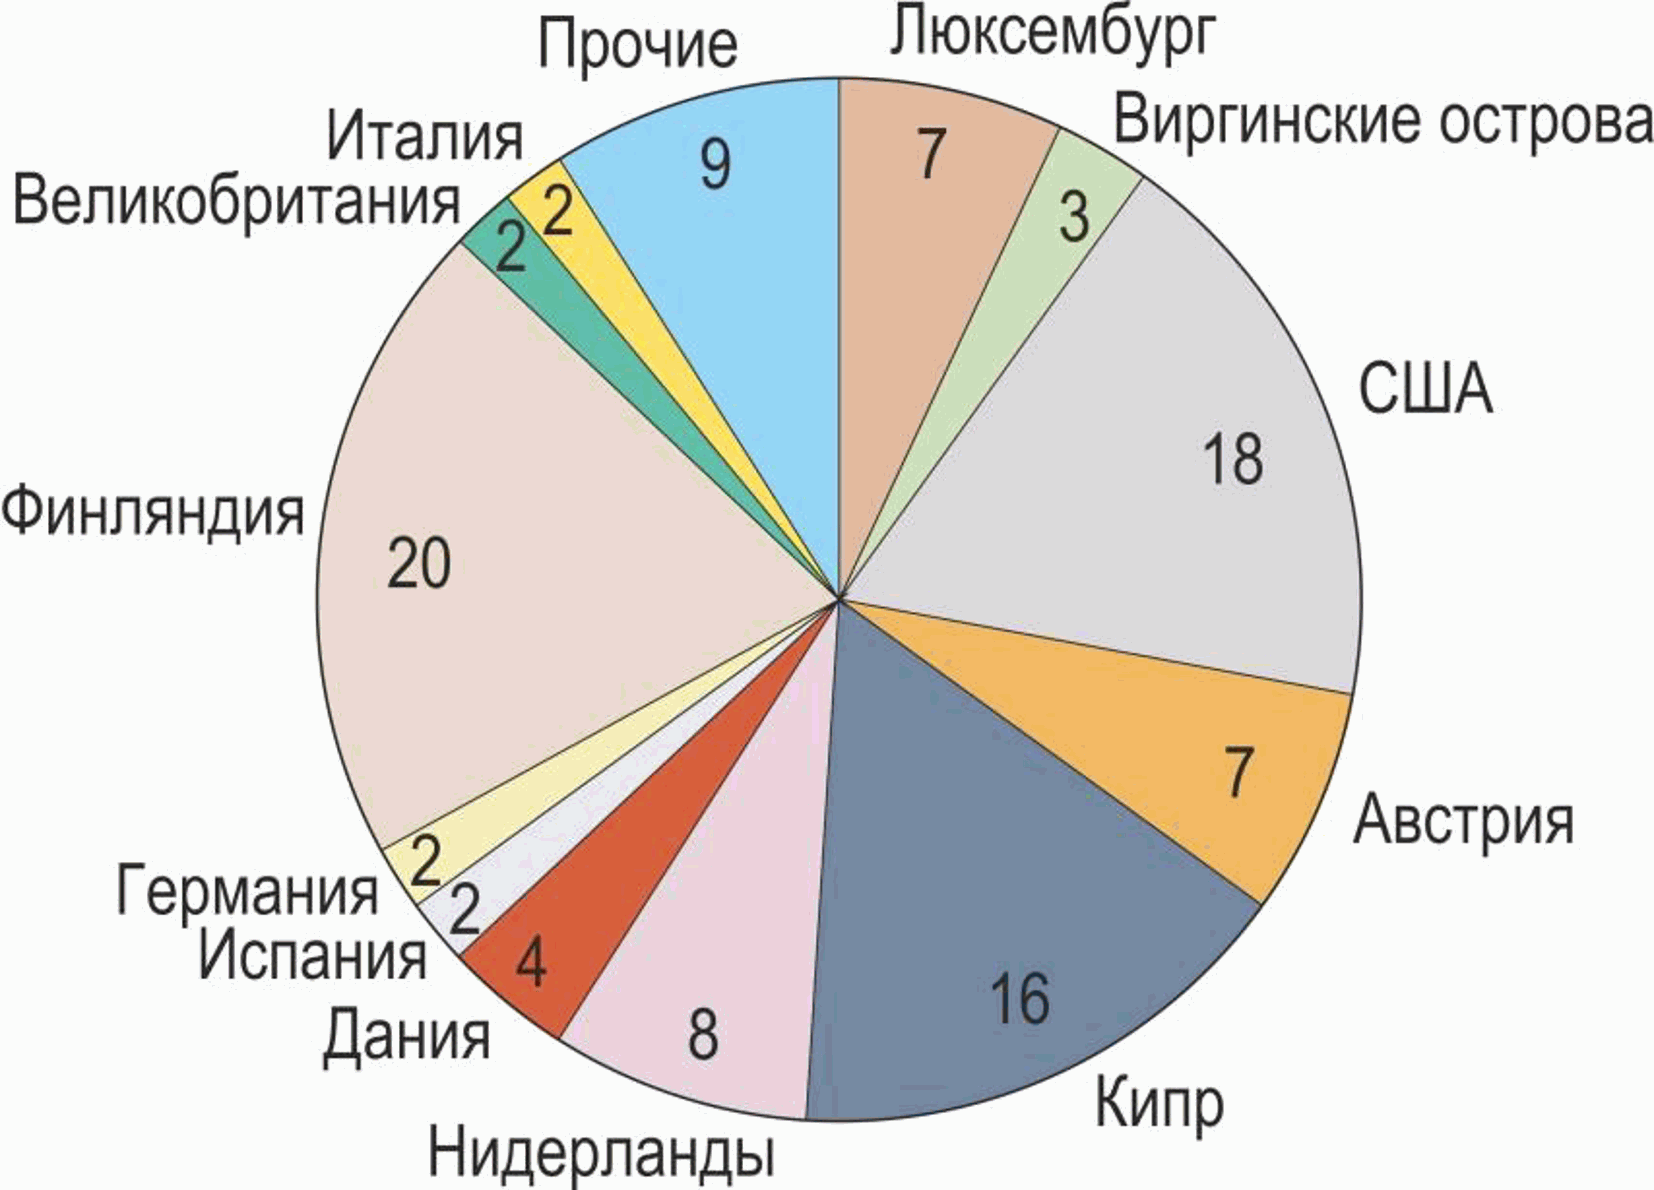 Прочие
Люксембург
Виргинские острова
Италия
9
7
Великобритания
2
3
2
США
18
Финляндия
20
7
Австрия
2
Германия
2
Испания
4
16
Дания
8
Кипр
Нидерланды